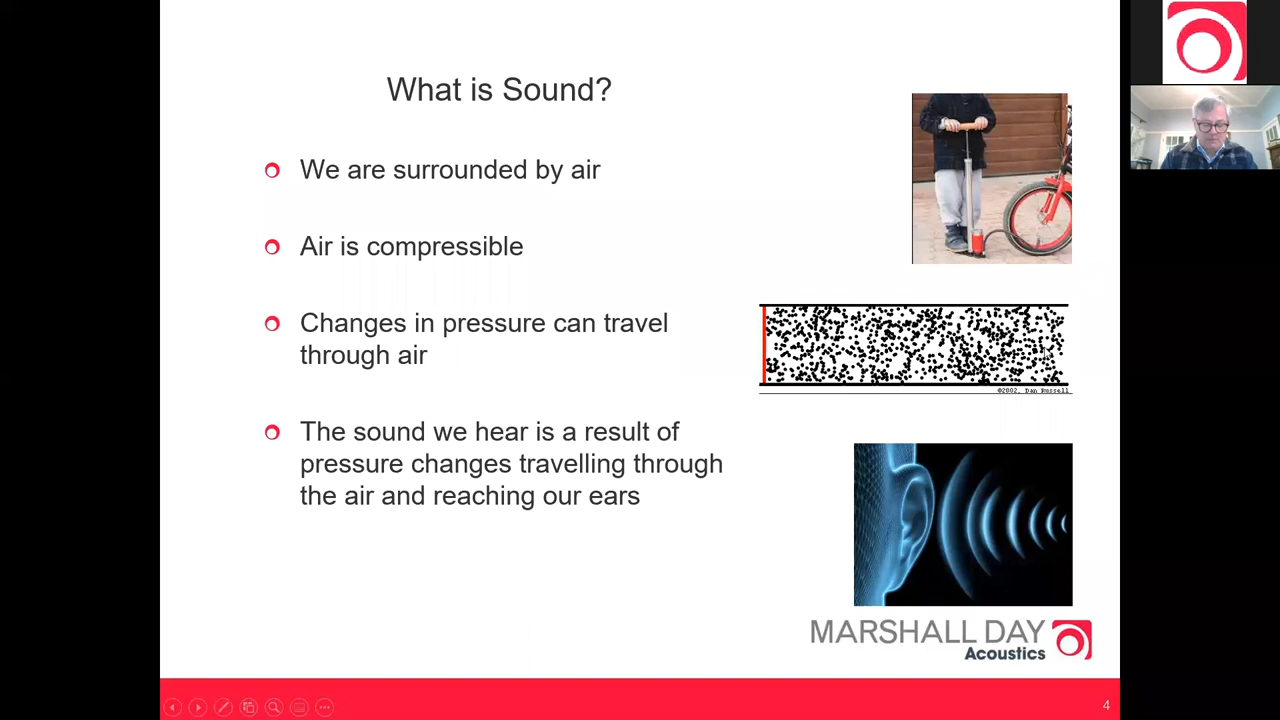 What is Sound?
We are surrounded by air
Air is compressible
Changes in pressure can travel
through air
©2002, Dan Russell
The sound we hear is a result of
pressure changes travelling through
the air and reaching our ears
MARSHALL DAY
Acoustics
4